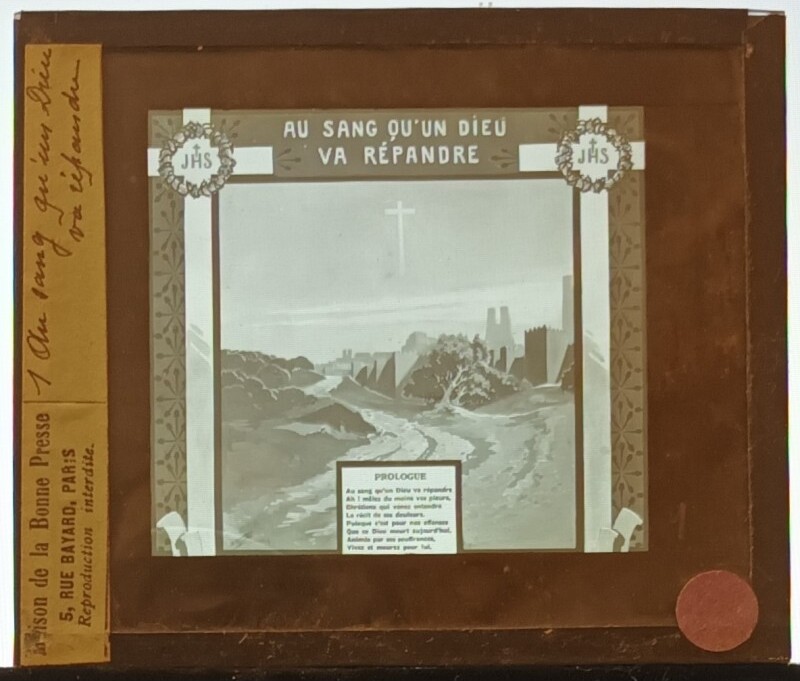 AU SANG QU'UN DIEU
VA RÉPANDRE
JHS
JHS
PROLOGUE
Au sang qu'un Dieu va répandre
Ah ! mêlez du moins vos pleurs,
Chrétiens qui venez entendre
Le récit de ses douleurs.
Puisque c'est pour nos offenses
Que ce Dieu meurt aujourd'hui,
Animés par ses souffrances,
Vivez et mourez pour lui.
1 Au sang qu'un Dieu
va répandre
Maison de la Bonne Presse
5, RUE BAYARD, PARIS
Reproduction interdite.